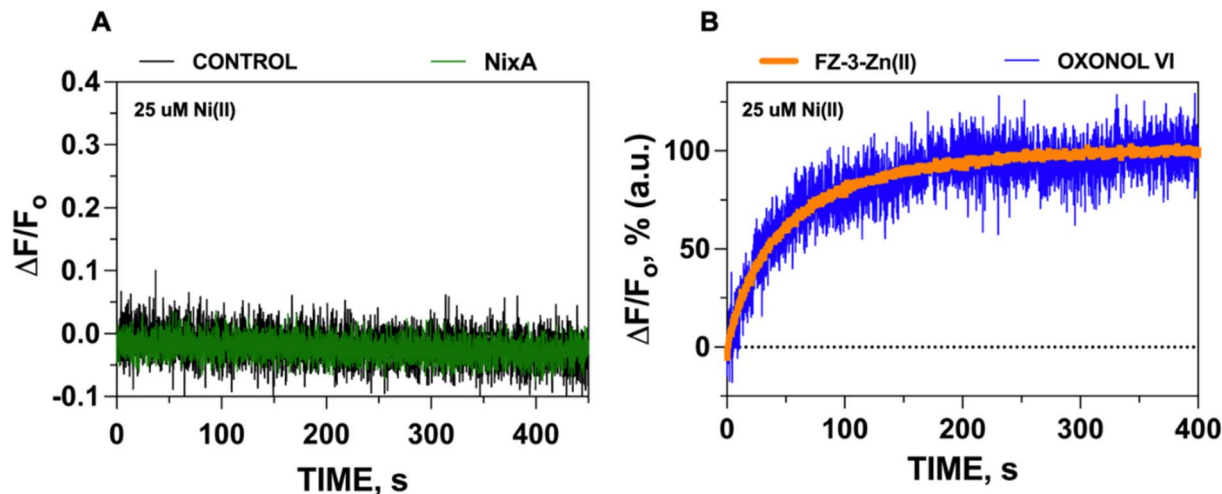 A
CONTROL NixA
0.4
25 uM Ni(II)
0.3
0.2
0.1
0.0
-0.1
ΔF/Fo
0 100 200 300 400
TIME, s
B
FZ-3-Zn(II) OXONOL VI
25 uM Ni(II)
100
50
0
ΔF/Fo, % (a.u.)
0 100 200 300 400
TIME, s